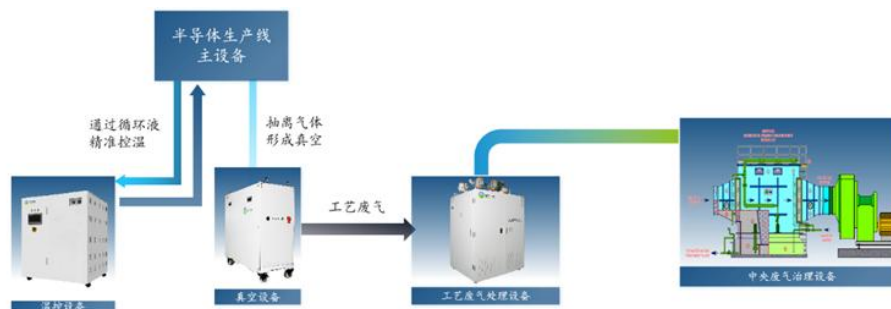 半导体生产线
主设备
通过循环液
精准控温
抽离气体
形成真空
工艺废气
温控设备
真空设备
工艺废气处理设备
中央废气治理设备